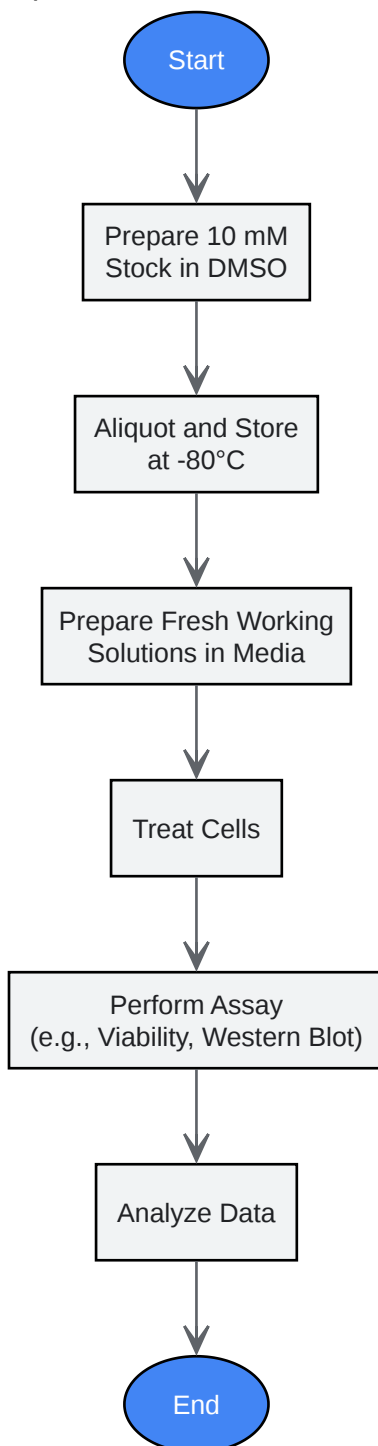 Start
Prepare 10 mM
Stock in DMSO
Aliquot and Store
at -80°C
Prepare Fresh Working
Solutions in Media
Treat Cells
Perform Assay
(e.g., Viability, Western Blot)
Analyze Data
End